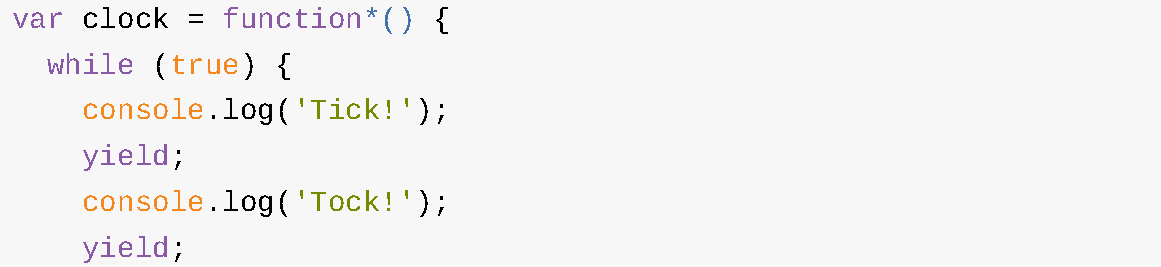 var clock = function*() {
  while (true) {
    console.log('Tick!');
    yield;
    console.log('Tock!');
    yield;